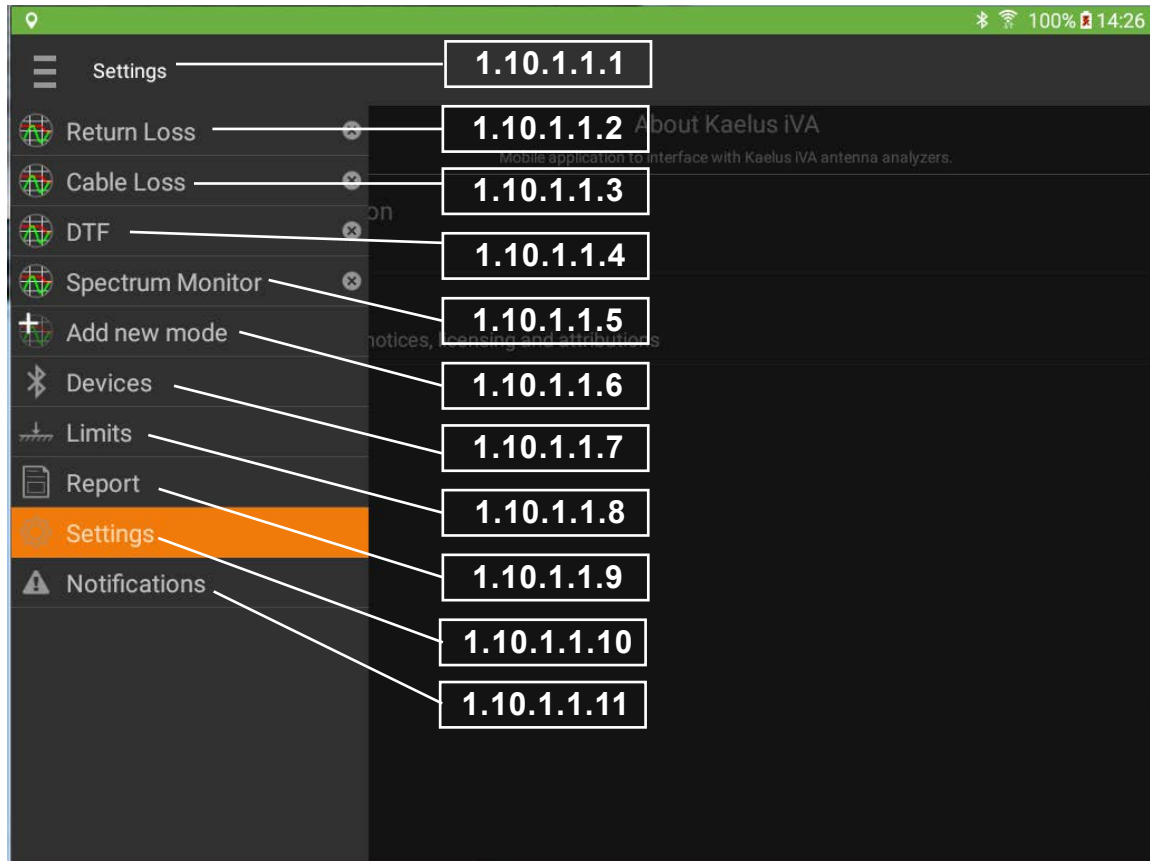 100% 14:26
Settings 1.10.1.1.1
Return Loss 1.10.1.1.2 About Kaelus iVA
Mobile application to interface with Kaelus iVA antenna analyzers.
Cable Loss 1.10.1.1.3
on
DTF 1.10.1.1.4
Spectrum Monitor 1.10.1.1.5
Add new mode notices, licensing and attributions
1.10.1.1.6
Devices 1.10.1.1.7
Limits 1.10.1.1.8
Report 1.10.1.1.9
Settings 1.10.1.1.10
Notifications 1.10.1.1.11